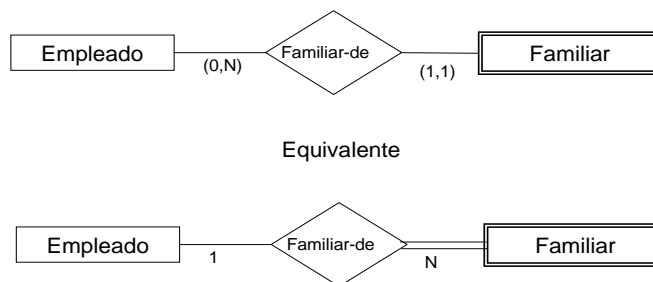 Empleado
Familiar-de
Familiar
(0,N)
(1,1)
Equivalente
Empleado
Familiar-de
Familiar
1
N